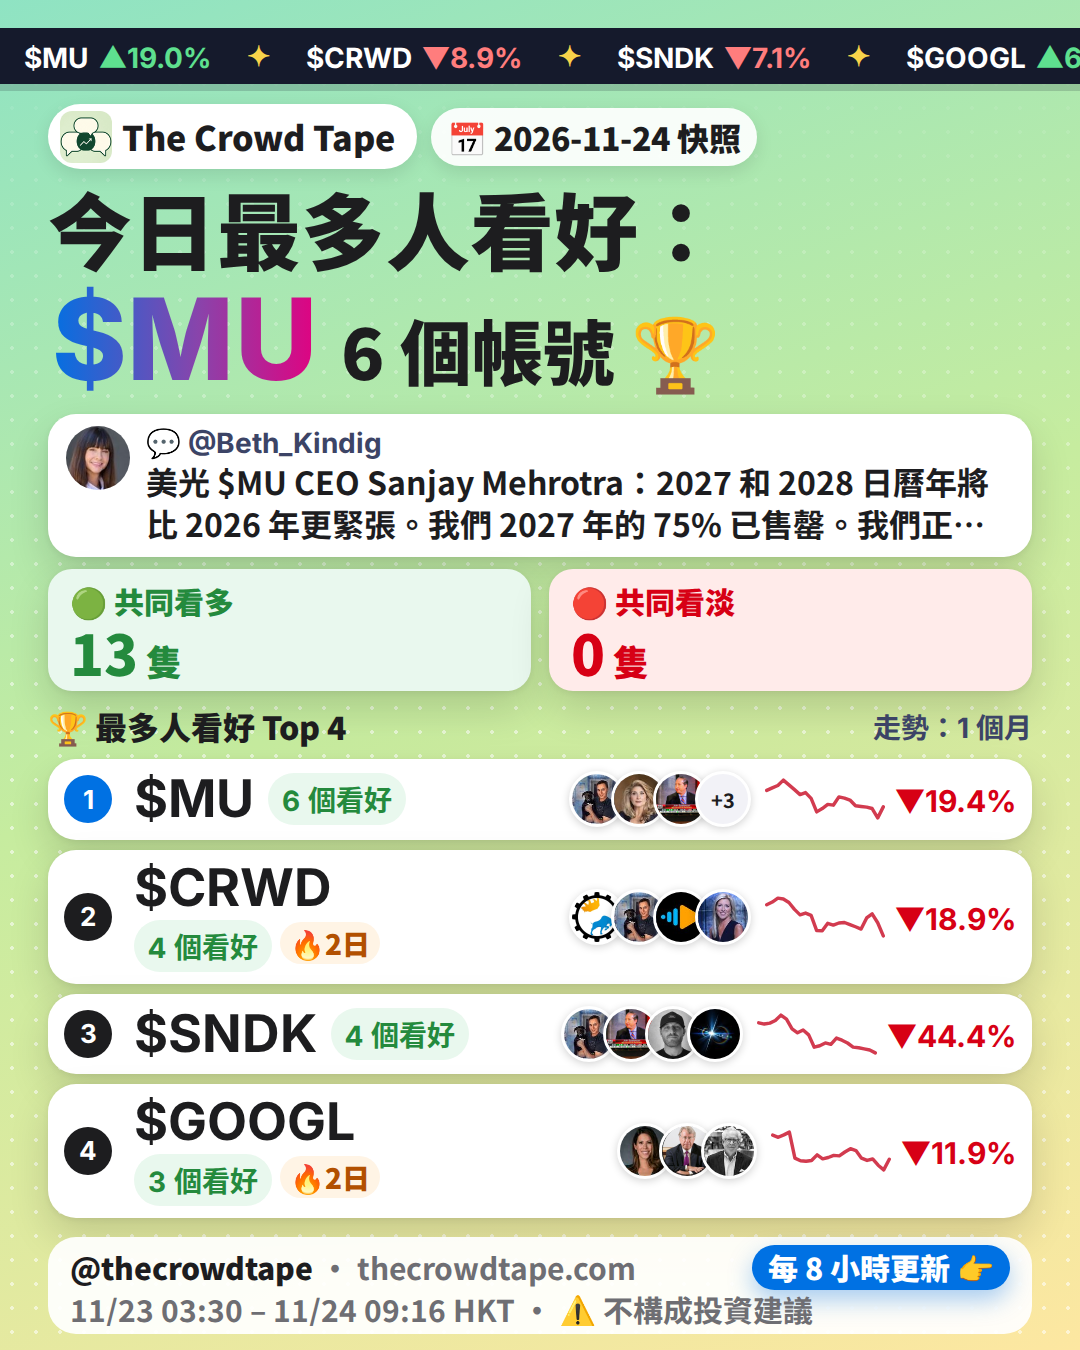 $MU ▲19.0% ✦ $CRWD ▼8.9% ✦ $SNDK ▼7.1% ✦ $GOOGL ▲6
The Crowd Tape
📅 2026-11-24 快照
今日最多人看好：
$MU 6 個帳號 🏆
💬 @Beth_Kindig
美光 $MU CEO Sanjay Mehrotra：2027 和 2028 日曆年將
比 2026 年更緊張。我們 2027 年的 75% 已售罄。我們正…
🟢 共同看多
13 隻
🔴 共同看淡
0 隻
🏆 最多人看好 Top 4
走勢：1 個月
1 $MU 6 個看好 +3 ▼19.4%
2 $CRWD 4 個看好 🔥2日 ▼18.9%
3 $SNDK 4 個看好 ▼44.4%
4 $GOOGL 3 個看好 🔥2日 ▼11.9%
@thecrowdtape • thecrowdtape.com
每 8 小時更新 👉
11/23 03:30 – 11/24 09:16 HKT • ⚠️ 不構成投資建議